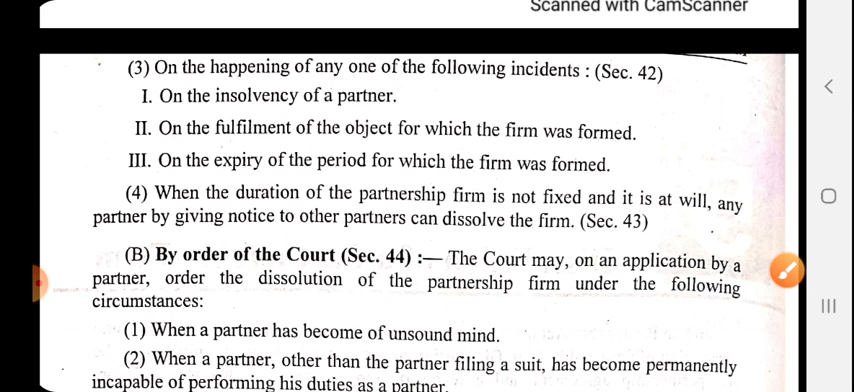 Scanned with CamScanner
(3) On the happening of any one of the following incidents : (Sec. 42)
I. On the insolvency of a partner.
II. On the fulfilment of the object for which the firm was formed.
III. On the expiry of the period for which the firm was formed.
(4) When the duration of the partnership firm is not fixed and it is at will, any
partner by giving notice to other partners can dissolve the firm. (Sec. 43)
(B) By order of the Court (Sec. 44) :— The Court may, on an application by a
partner, order the dissolution of the partnership firm under the following
circumstances:
(1) When a partner has become of unsound mind.
(2) When a partner, other than the partner filing a suit, has become permanently
incapable of performing his duties as a partner.